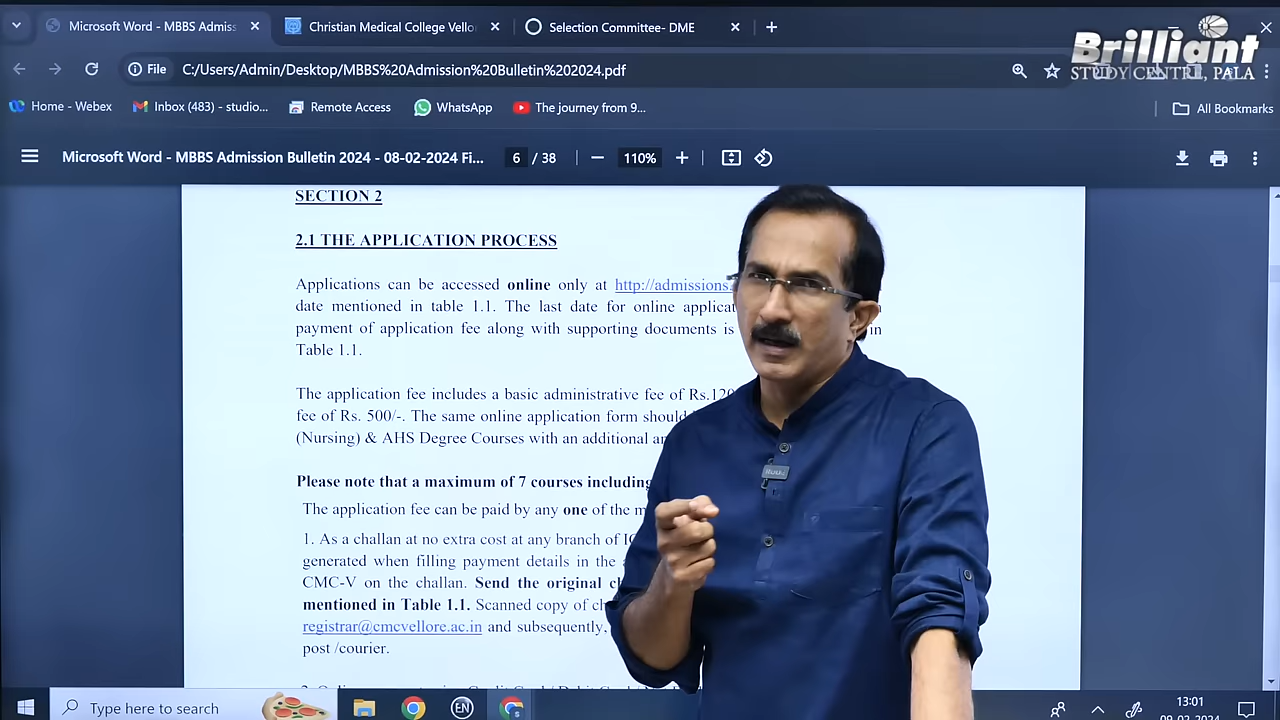 Microsoft Word - MBBS Admiss
Christian Medical College Vello
Selection Committee- DME
Brilliant
STUDY CENTRE, PALA
File
C:/Users/Admin/Desktop/MBBS%20Admission%20Bulletin%202024.pdf
Home - Webex
Inbox (483) - studio...
Remote Access
WhatsApp
The journey from 9...
All Bookmarks
Microsoft Word - MBBS Admission Bulletin 2024 - 08-02-2024 Fi...
6 / 38
110%
SECTION 2
2.1 THE APPLICATION PROCESS
Applications can be accessed online only at http://admissions.
date mentioned in table 1.1. The last date for online applicat
payment of application fee along with supporting documents is in
Table 1.1.
The application fee includes a basic administrative fee of Rs.120
fee of Rs. 500/-. The same online application form should
(Nursing) & AHS Degree Courses with an additional
Please note that a maximum of 7 courses including
The application fee can be paid by any one of the
1. As a challan at no extra cost at any branch of
generated when filling payment details in the
CMC-V on the challan. Send the original
mentioned in Table 1.1. Scanned copy of
registrar@cmcvellore.ac.in and subsequently,
post /courier.
Type here to search
EN
13:01
09-02-2024